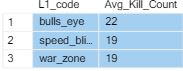 L1_code Avg_Kill_Count
1 bulls_eye 22
2 speed_bli... 19
3 war_zone 19